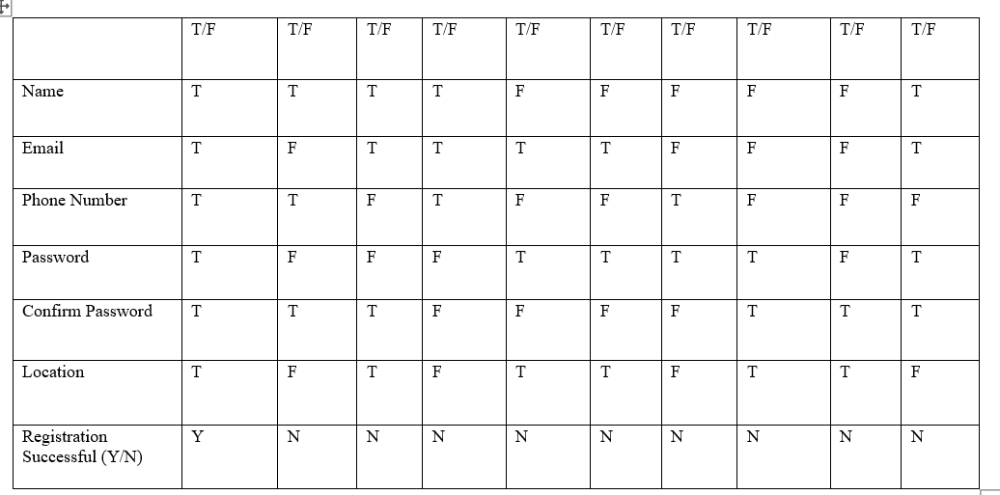 T/F T/F T/F T/F T/F T/F T/F T/F T/F T/F
Name T T T T F F F F F T
Email T F T T T T F F F T
Phone Number T T F T F F T F F F
Password T F F F T T T T F T
Confirm Password T T T F F F F T T T
Location T F T F T T F T T F
Registration Y N N N N N N N N N
Successful (Y/N)